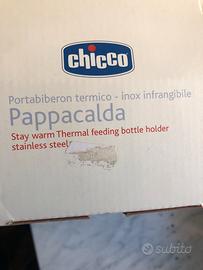 chicco
Portabiberon termico - inox infrangibile
Pappacalda
Stay warm Thermal feeding bottle holder
stainless steel
subito